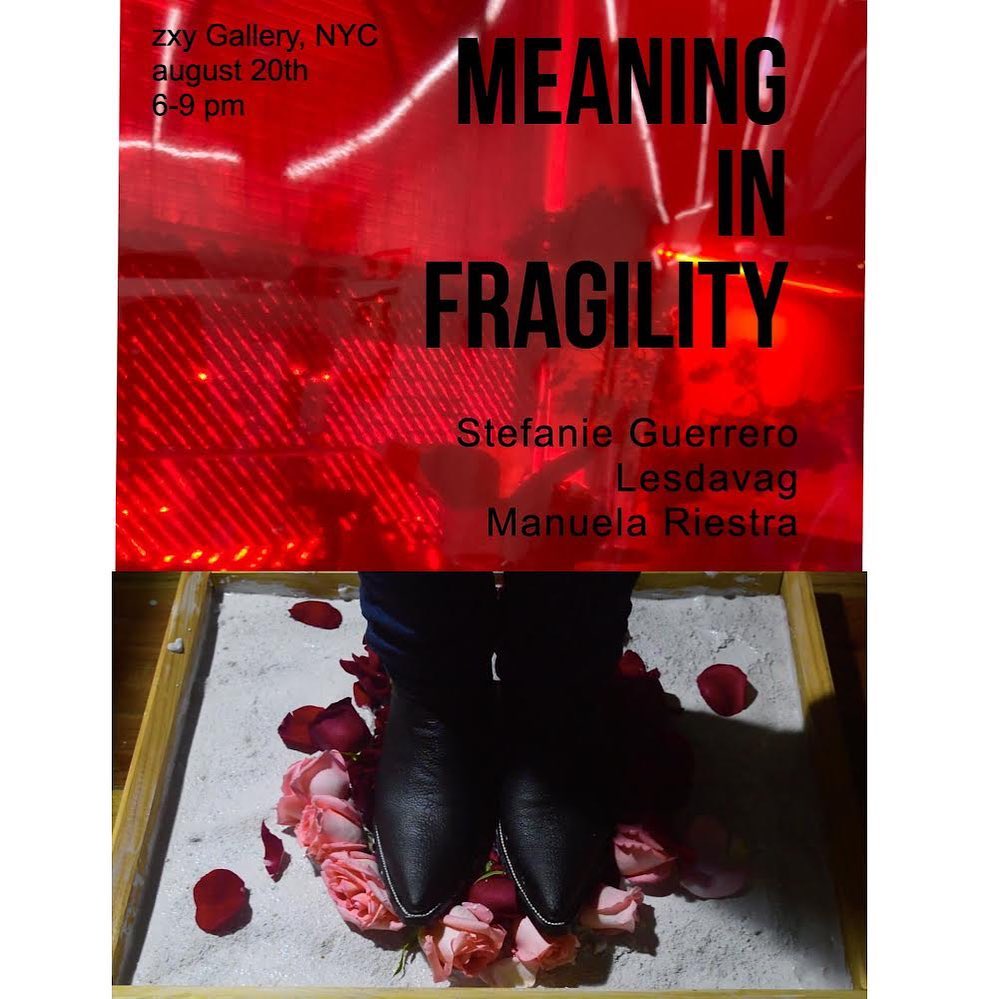 zxy Gallery, NYC
august 20th
6-9 pm
MEANING
IN
FRAGILITY
Stefanie Guerrero
Lesdavag
Manuela Riestra